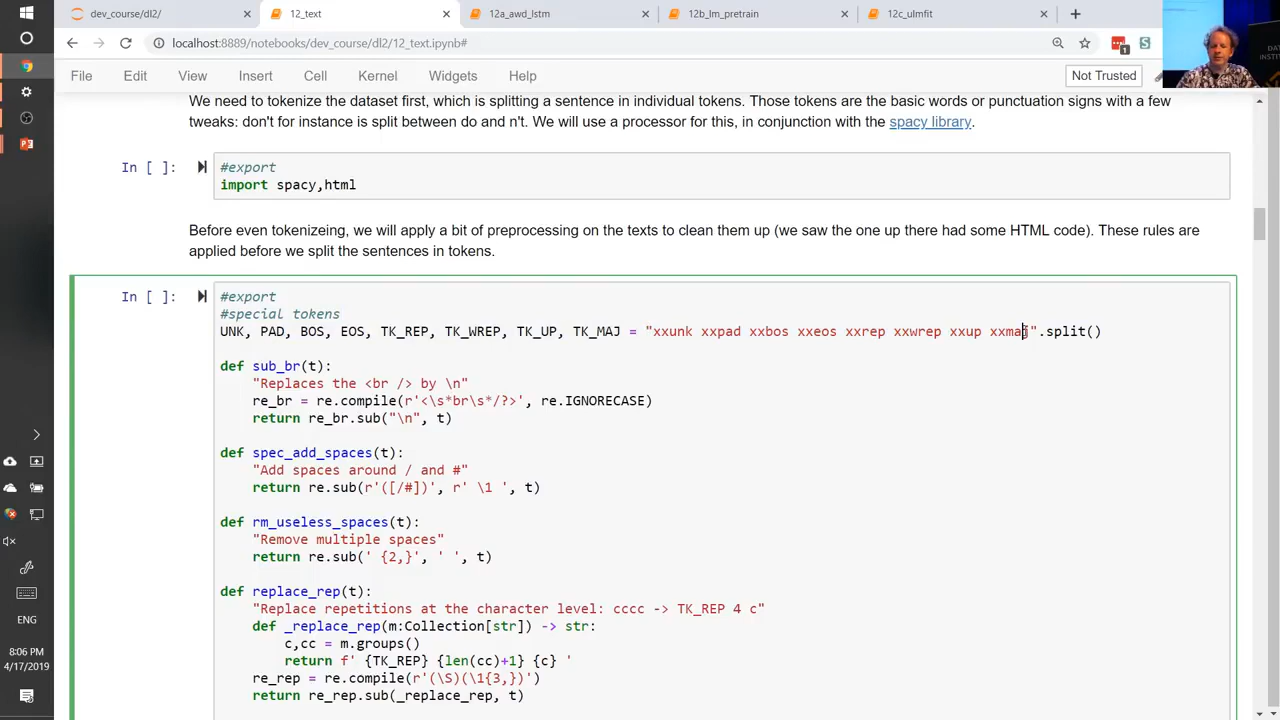 dev_course/dl2/
12_text
12a_awd_lstm
12b_lm_pretrain
12c_ulmfit
localhost:8889/notebooks/dev_course/dl2/12_text.ipynb#
File Edit View Insert Cell Kernel Widgets Help
Not Trusted
We need to tokenize the dataset first, which is splitting a sentence in individual tokens. Those tokens are the basic words or punctuation signs with a few
tweaks: don't for instance is split between do and n't. We will use a processor for this, in conjunction with the spacy library.
In [ ]:
#export
import spacy,html
Before even tokenizeing, we will apply a bit of preprocessing on the texts to clean them up (we saw the one up there had some HTML code). These rules are
applied before we split the sentences in tokens.
In [ ]:
#export
#special tokens
UNK, PAD, BOS, EOS, TK_REP, TK_WREP, TK_UP, TK_MAJ = "xxunk xxpad xxbos xxeos xxrep xxwrep xxup xxmaj".split()
def sub_br(t):
"Replaces the <br /> by \n"
re_br = re.compile(r'<\s*br\s*/?>', re.IGNORECASE)
return re_br.sub("\n", t)
def spec_add_spaces(t):
"Add spaces around / and #"
return re.sub(r'([/#])', r' \1 ', t)
def rm_useless_spaces(t):
"Remove multiple spaces"
return re.sub(' {2,}', ' ', t)
def replace_rep(t):
"Replace repetitions at the character level: cccc -> TK_REP 4 c"
def _replace_rep(m:Collection[str]) -> str:
c,cc = m.groups()
return f' {TK_REP} {len(cc)+1} {c} '
re_rep = re.compile(r'(\S)(\1{3,})')
return re_rep.sub(_replace_rep, t)
ENG
8:06 PM
4/17/2019